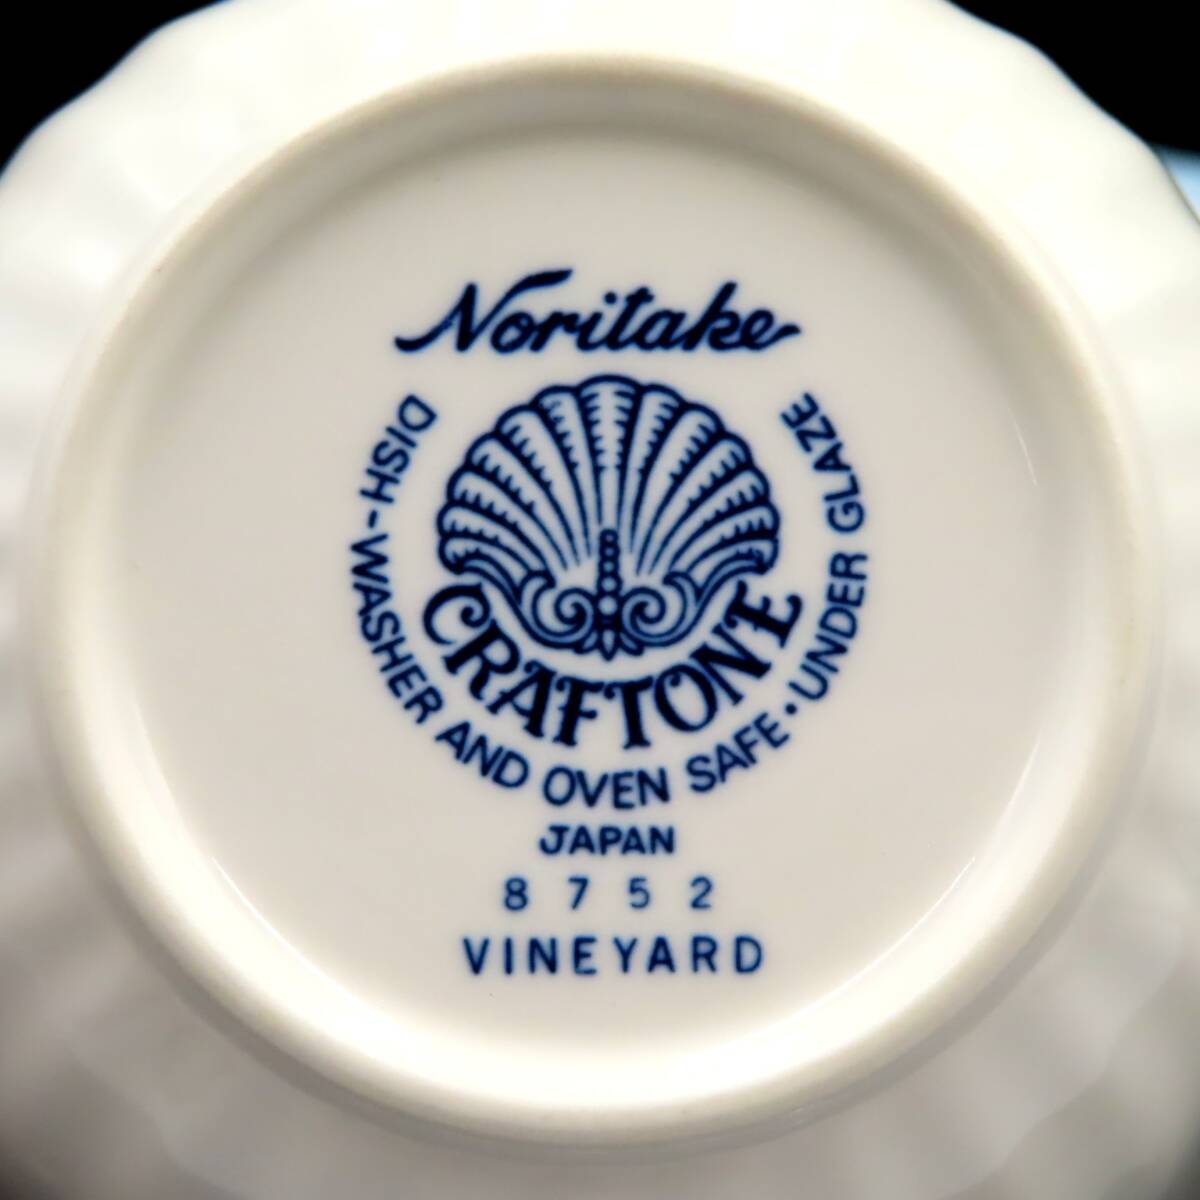 Noritake
CRAFTONE
DISH-WASHER AND OVEN SAFE·UNDER GLAZE
JAPAN
8752
VINEYARD